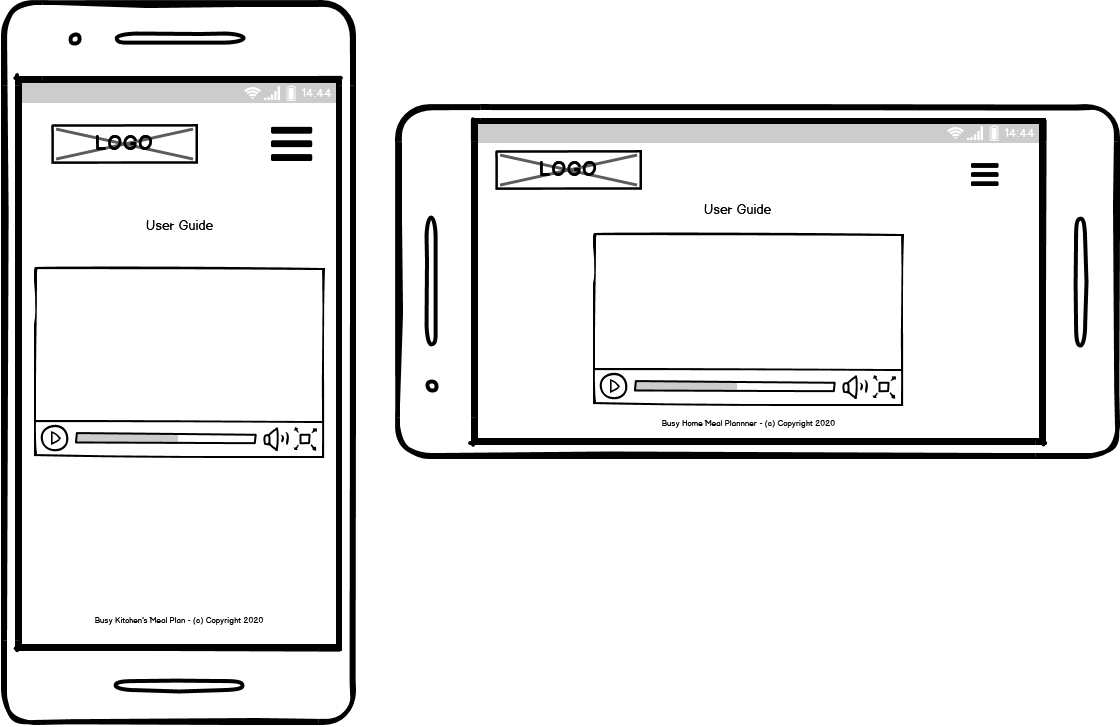 14:44
LOGO
User Guide
Busy Kitchen's Meal Plan - (c) Copyright 2020
14:44
LOGO
User Guide
Busy Home Meal Plannner - (c) Copyright 2020